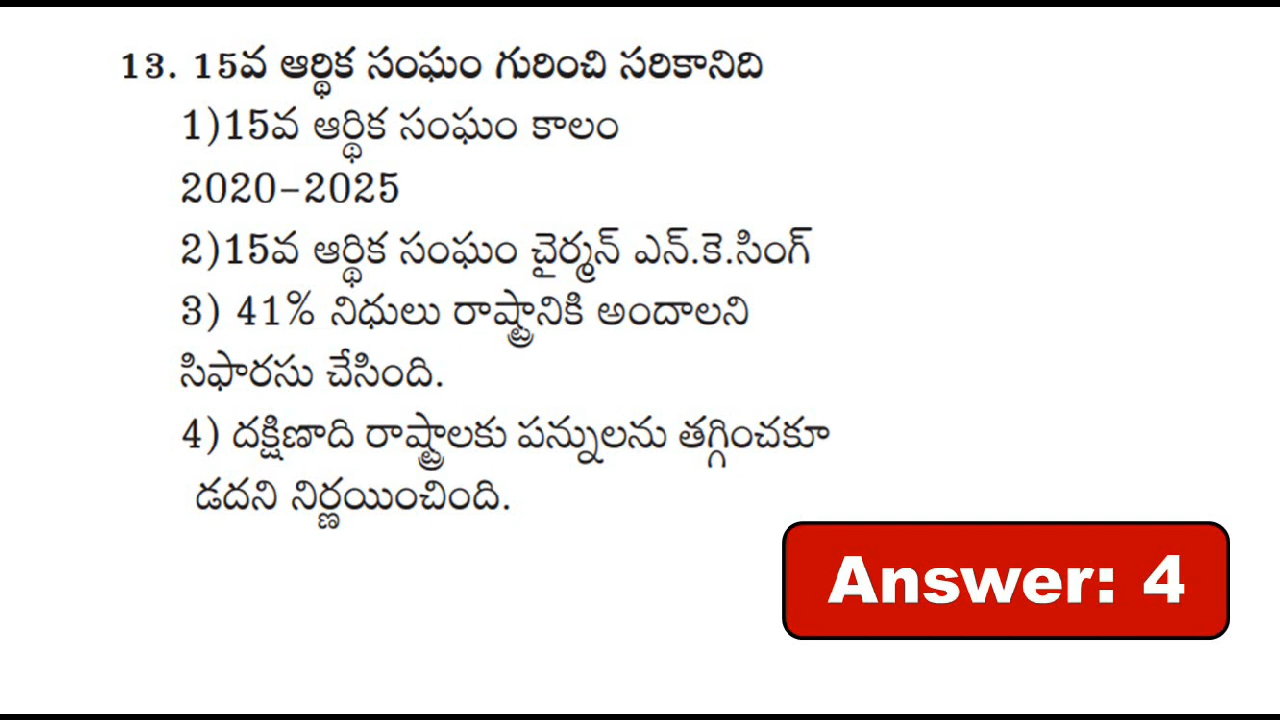 13. 15వ ఆర్థిక సంఘం గురించి సరికానిది
1)15వ ఆర్థిక సంఘం కాలం
2020-2025
2)15వ ఆర్థిక సంఘం చైర్మన్ ఎన్.కె.సింగ్
3) 41% నిధులు రాష్ట్రానికి అందాలని
సిఫారసు చేసింది.
4) దక్షిణాది రాష్ట్రాలకు పన్నులను తగ్గించకూ
డదని నిర్ణయించింది.
Answer: 4